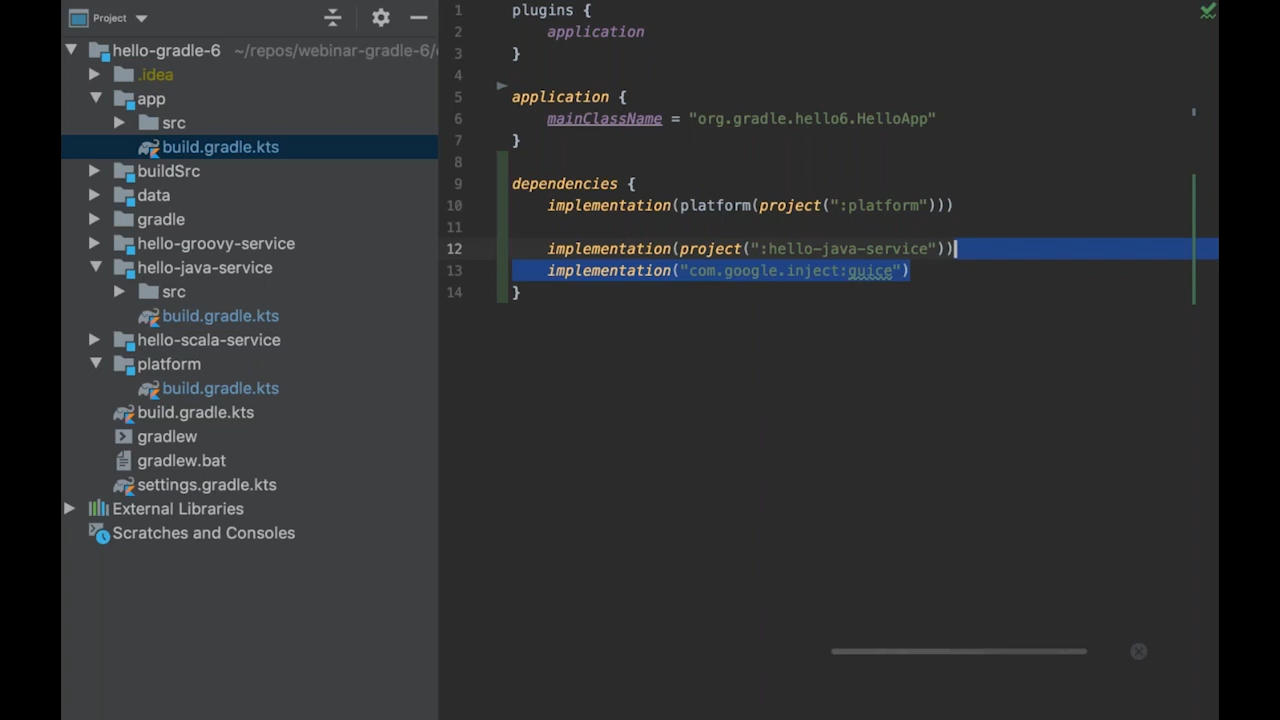 Project
hello-gradle-6 ~/repos/webinar-gradle-6/
.idea
app
src
build.gradle.kts
buildSrc
data
gradle
hello-groovy-service
hello-java-service
src
build.gradle.kts
hello-scala-service
platform
build.gradle.kts
build.gradle.kts
gradlew
gradlew.bat
settings.gradle.kts
External Libraries
Scratches and Consoles
1 plugins {
2 application
3 }
4
5 application {
6 mainClassName = "org.gradle.hello6.HelloApp"
7 }
8
9 dependencies {
10 implementation(platform(project(":platform")))
11
12 implementation(project(":hello-java-service"))
13 implementation("com.google.inject:guice")
14 }